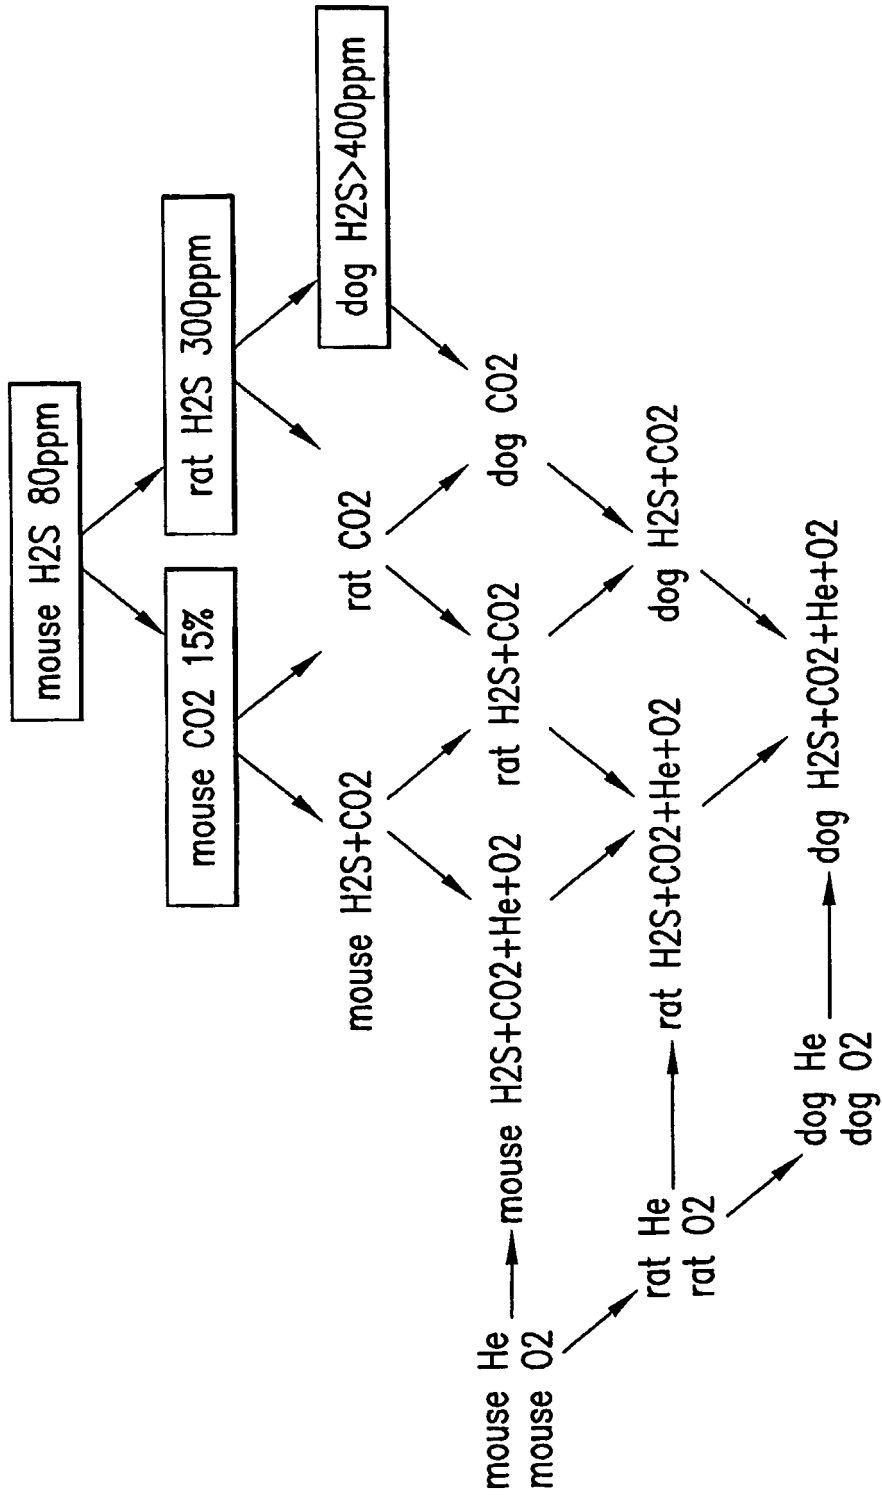 mouse H2S 80ppm
mouse CO2 15%
rat H2S 300ppm
mouse H2S+CO2
rat CO2
dog H2S>400ppm
mouse He
mouse O2
mouse H2S+CO2+He+O2
rat H2S+CO2
dog CO2
rat He
rat O2
rat H2S+CO2+He+O2
dog H2S+CO2
dog He
dog O2
dog H2S+CO2+He+O2